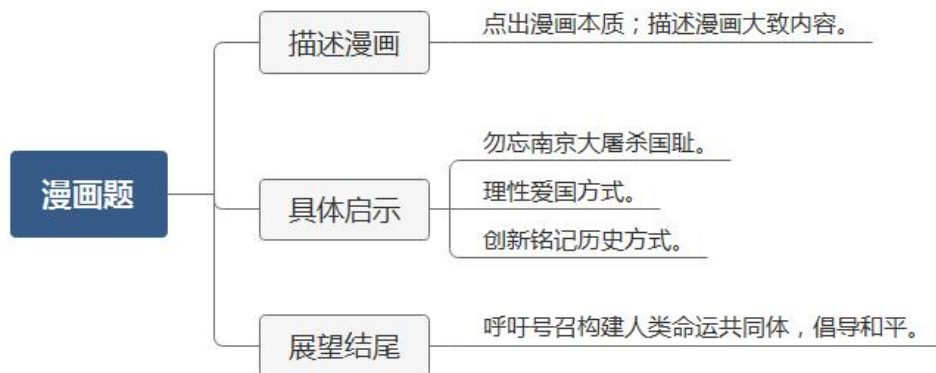 漫画题
描述漫画
点出漫画本质；描述漫画大致内容。
具体启示
勿忘南京大屠杀国耻。
理性爱国方式。
创新铭记历史方式。
展望结尾
呼吁号召构建人类命运共同体，倡导和平。